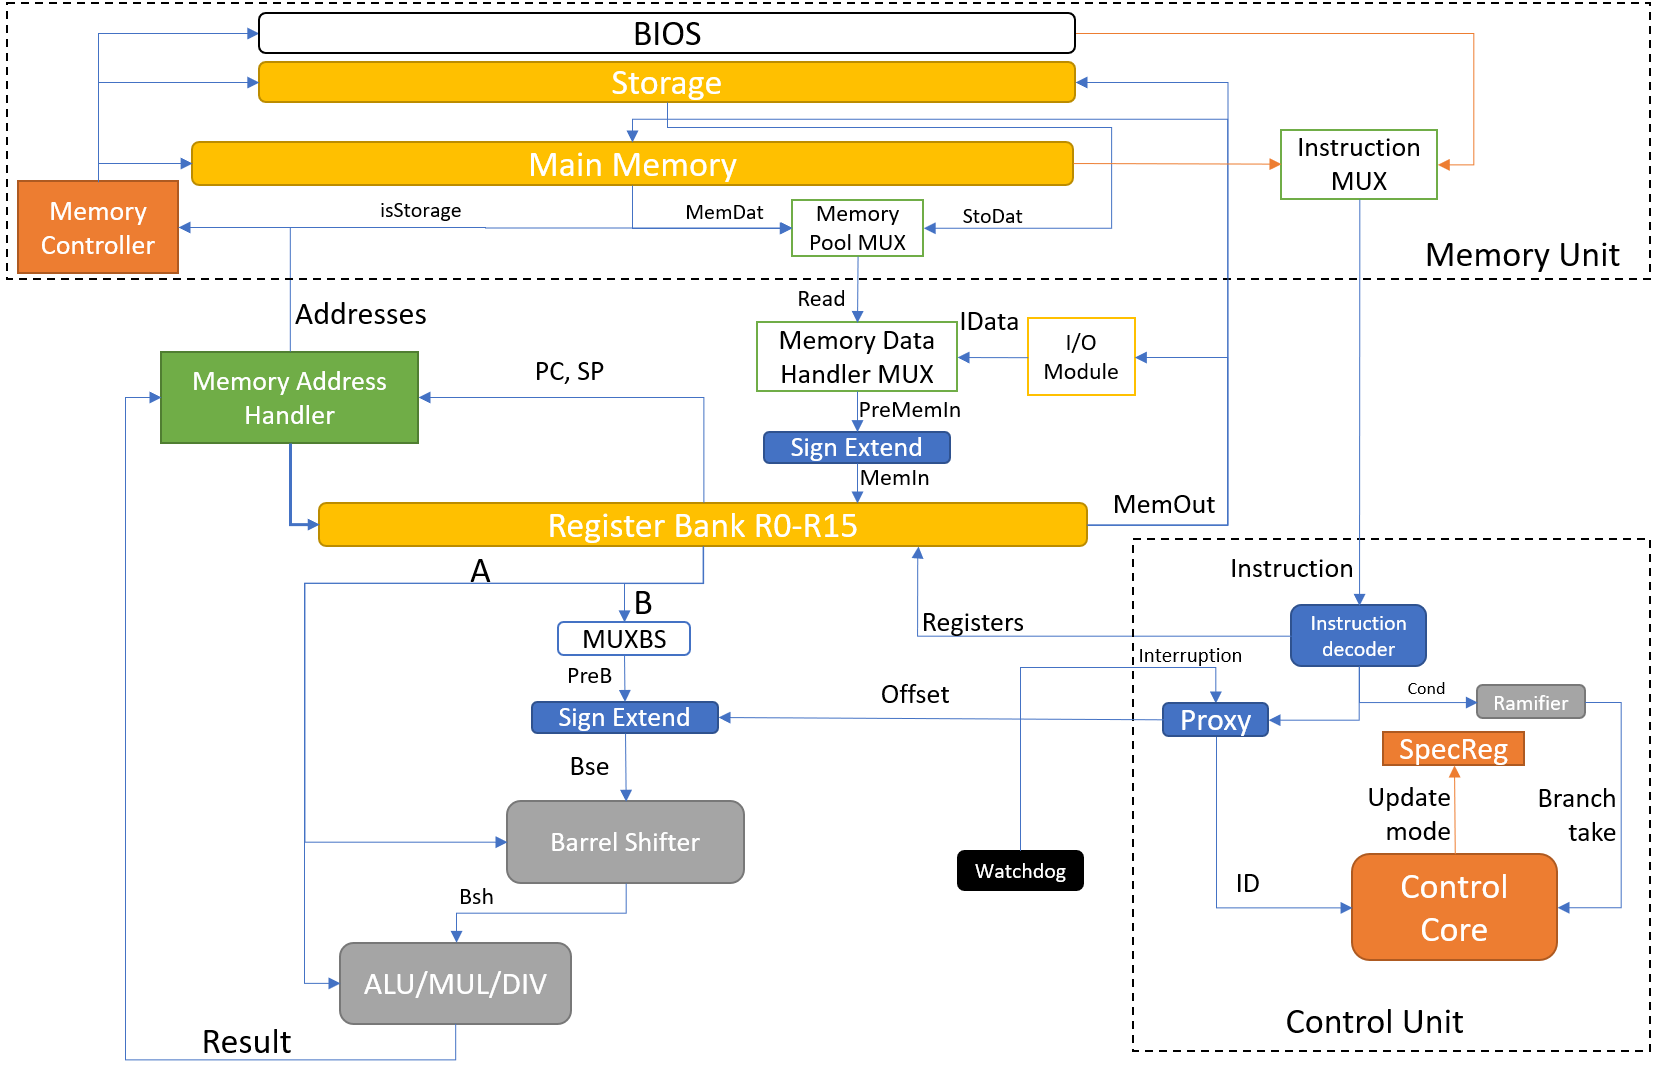 BIOS
Storage
Main Memory
Instruction
MUX
Memory
Controller
isStorage
MemDat
Memory
Pool MUX
StoDat
Memory Unit
Addresses
Read
IData
Memory Data
Handler MUX
I/O
Module
Memory Address
Handler
PC, SP
PreMemIn
Sign Extend
MemIn
Register Bank R0-R15
MemOut
A
B
MUXBS
PreB
Sign Extend
Offset
Bse
Barrel Shifter
Bsh
ALU/MUL/DIV
Result
Instruction
Registers
Instruction
decoder
Interruption
Cond
Ramifier
Proxy
SpecReg
Update
mode
Branch
take
Watchdog
ID
Control
Core
Control Unit